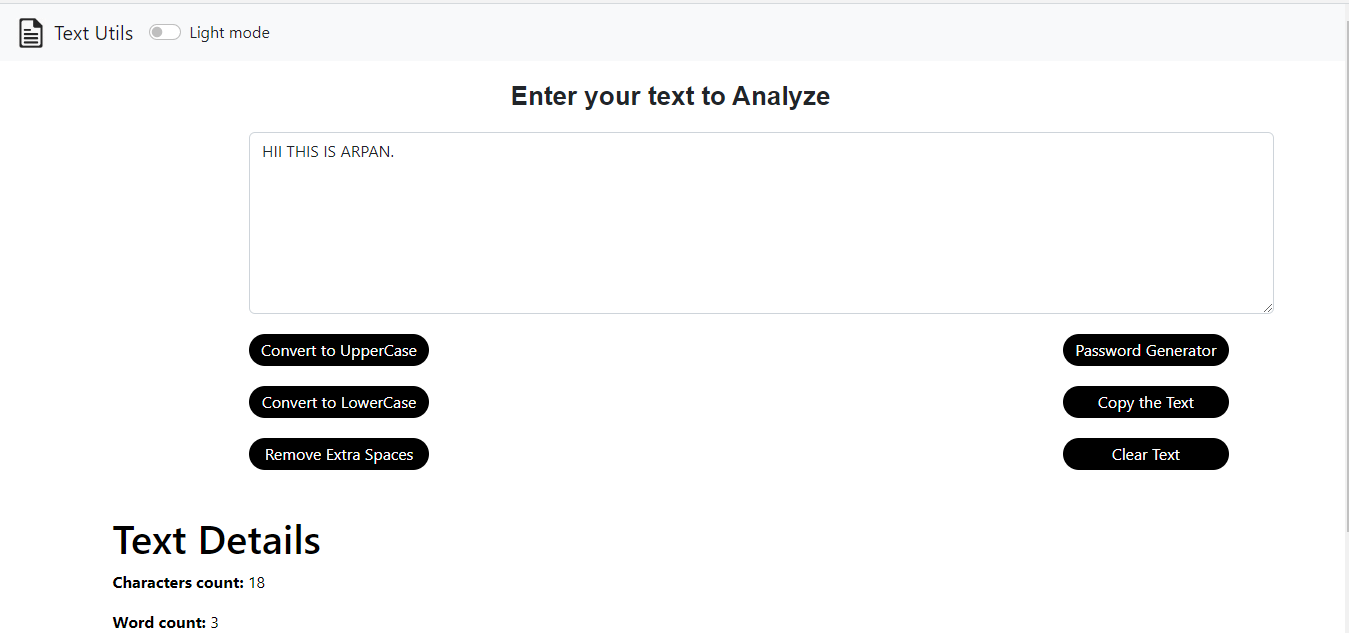 Text Utils Light mode
Enter your text to Analyze
HII THIS IS ARPAN.
Convert to UpperCase Password Generator
Convert to LowerCase Copy the Text
Remove Extra Spaces Clear Text
Text Details
Characters count: 18
Word count: 3